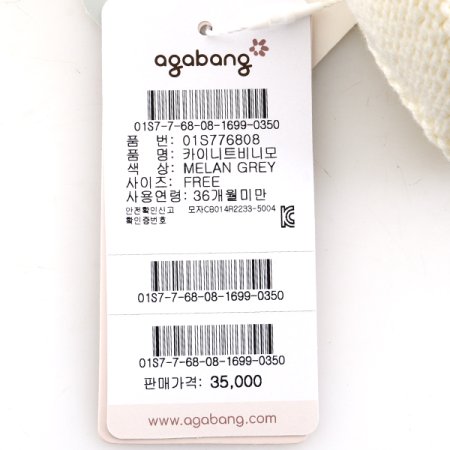 agabang
01S7-7-68-08-1699-0350
품 번: 01S776808
품 명: 카이니트비니모
색 상: MELAN GREY
사이즈: FREE
사용연령: 36개월미만
안전확인신고 모자CB014R2233-5004
확인증번호
01S7-7-68-08-1699-0350
01S7-7-68-08-1699-0350
판매가격: 35,000
www.agabang.com